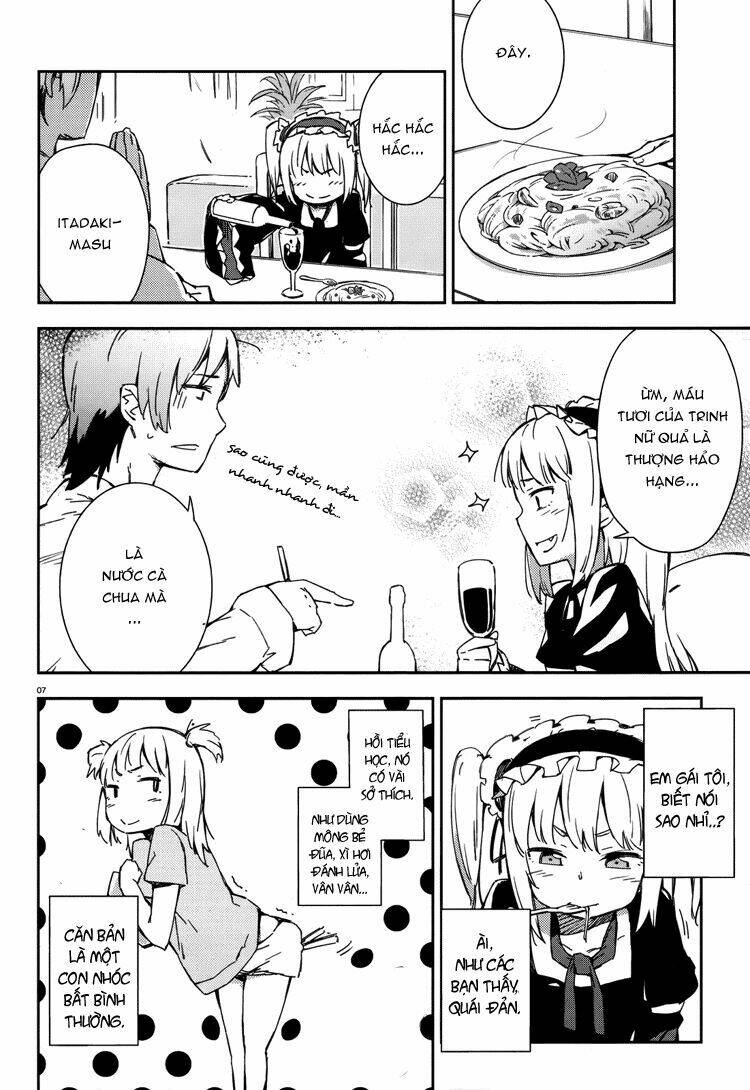 ĐÂY.
HẮC HẮC
HẮC...
ITADAKI-
MASU
ỪM, MÁU
TƯƠI CỦA TRINH
NỮ QUẢ LÀ
THƯỢNG HẢO
HẠNG.
sao cũng được, mần
nhanh nhanh đi...
LÀ
NƯỚC CÀ
CHUA MÀ
...
07
EM GÁI TÔI,
BIẾT NÓI
SAO NHỈ..?
ÀI,
NHƯ CÁC
BẠN THẤY,
QUÁI ĐẢN.
HỒI TIỂU
HỌC, NÓ
CÓ VÀI
SỞ THÍCH.
NHƯ DÙNG
MÔNG BẺ
ĐŨA, XÌ HƠI
ĐÁNH LỬA,
VÂN VÂN...
CĂN BẢN
LÀ MỘT
CON NHÓC
BẤT BÌNH
THƯỜNG.